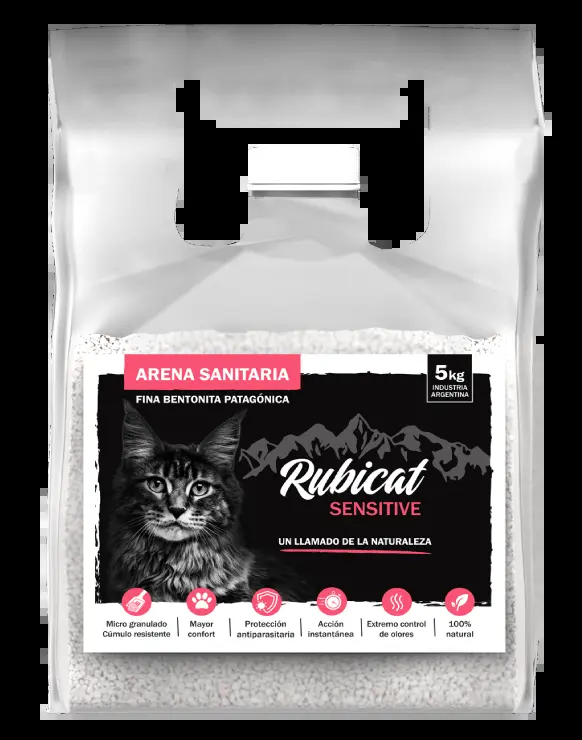 ARENA SANITARIA
FINA BENTONITA PATAGÓNICA
5kg
INDUSTRIA
ARGENTINA
Rubicat
SENSITIVE
UN LLAMADO DE LA NATURALEZA
Micro granulado
Cúmulo resistente
Mayor
confort
Protección
antiparasitaria
Acción
instantánea
Extremo control
de olores
100%
natural